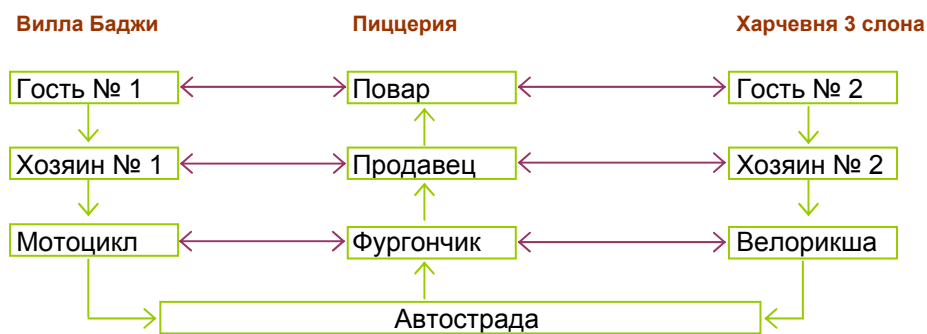 Вилла Баджи Пиццерия Харчевня 3 слона
Гость № 1 Повар Гость № 2
Хозяин № 1 Продавец Хозяин № 2
Мотоцикл Фургончик Велорикша
Автострада